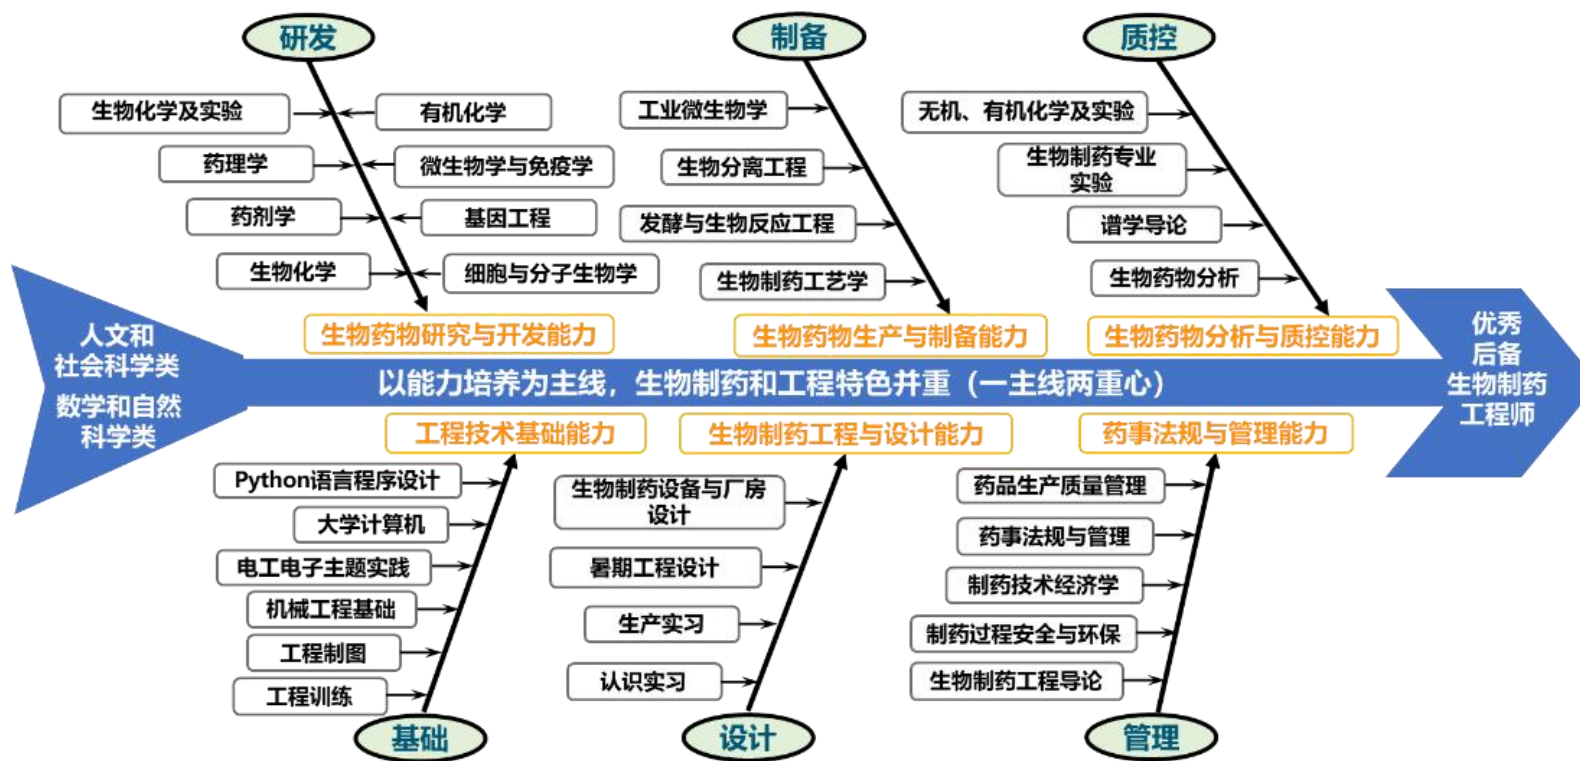 研发
制备
质控
生物化学及实验
有机化学
药理学
微生物学与免疫学
药剂学
基因工程
生物化学
细胞与分子生物学
工业微生物学
生物分离工程
发酵与生物反应工程
生物制药工艺学
无机、有机化学及实验
生物制药专业
实验
谱学导论
生物药物分析
生物药物研究与开发能力
生物药物生产与制备能力
生物药物分析与质控能力
人文和
社会科学类
数学和自然
科学类
以能力培养为主线，生物制药和工程特色并重（一主线两重心）
优秀
后备
生物制药
工程师
工程技术基础能力
生物制药工程与设计能力
药事法规与管理能力
Python语言程序设计
大学计算机
电工电子主题实践
机械工程基础
工程制图
工程训练
生物制药设备与厂房
设计
暑期工程设计
生产实习
认识实习
药品生产质量管理
药事法规与管理
制药技术经济学
制药过程安全与环保
生物制药工程导论
基础
设计
管理